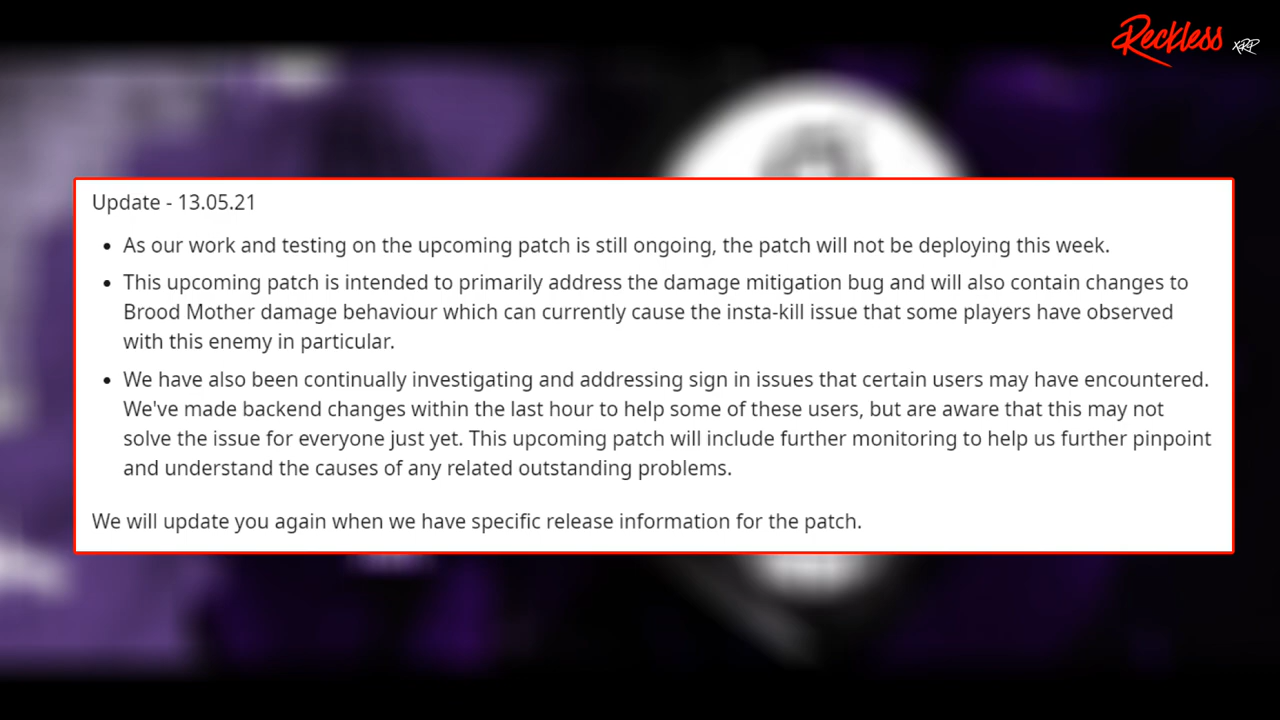 Reckless
XRP
Update - 13.05.21
• As our work and testing on the upcoming patch is still ongoing, the patch will not be deploying this week.
• This upcoming patch is intended to primarily address the damage mitigation bug and will also contain changes to
Brood Mother damage behaviour which can currently cause the insta-kill issue that some players have observed
with this enemy in particular.
• We have also been continually investigating and addressing sign in issues that certain users may have encountered.
We've made backend changes within the last hour to help some of these users, but are aware that this may not
solve the issue for everyone just yet. This upcoming patch will include further monitoring to help us further pinpoint
and understand the causes of any related outstanding problems.
We will update you again when we have specific release information for the patch.